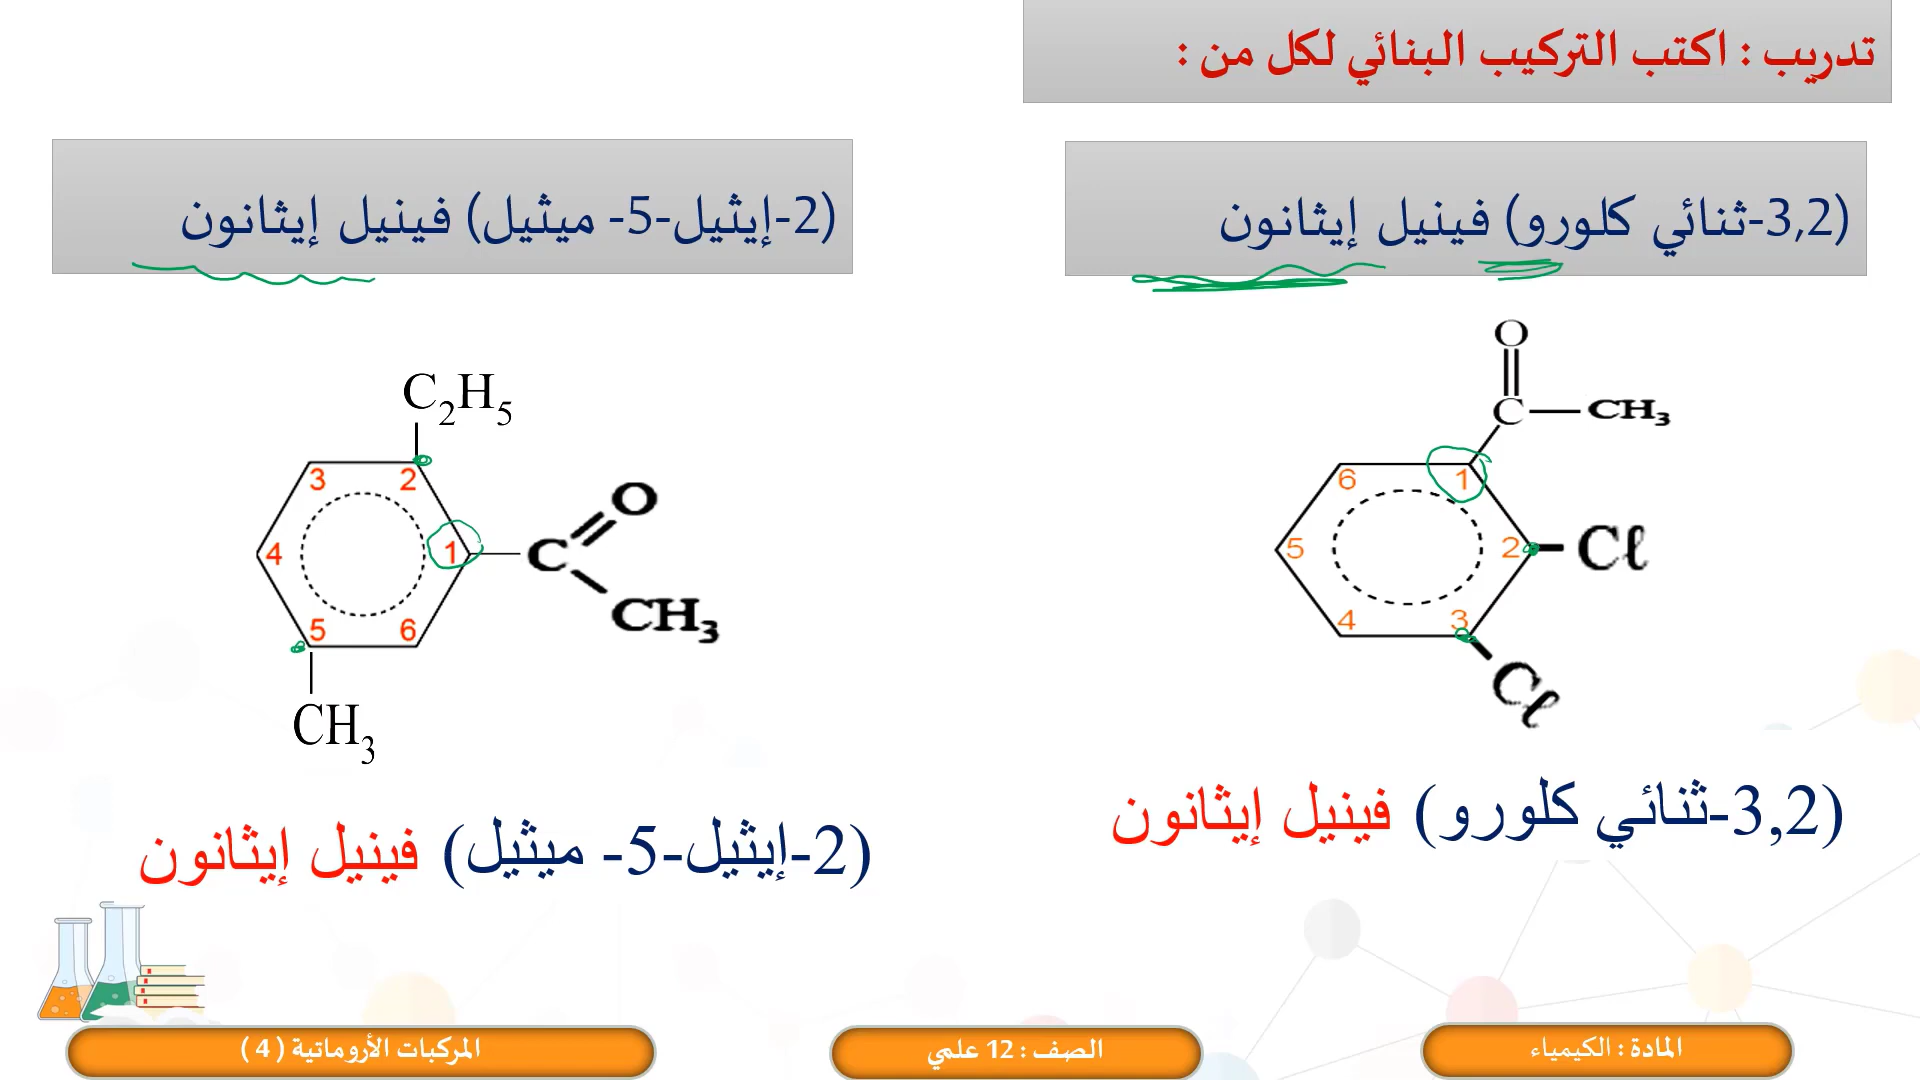 تدريب : اكتب التركيب البنائي لكل من :
(3,2-ثنائي كلورو) فينيل إيثانون
(2-إيثيل-5- ميثيل) فينيل إيثانون
O
C
CH₃
6
1
5
2
Cℓ
4
3
Cℓ
C₂H₅
3
2
O
4
1
C
CH₃
5
6
CH₃
(3,2-ثنائي كلورو) فينيل إيثانون
(2-إيثيل-5- ميثيل) فينيل إيثانون
المادة : الكيمياء
الصف : 12 علمي
المركبات الأروماتية ( 4 )